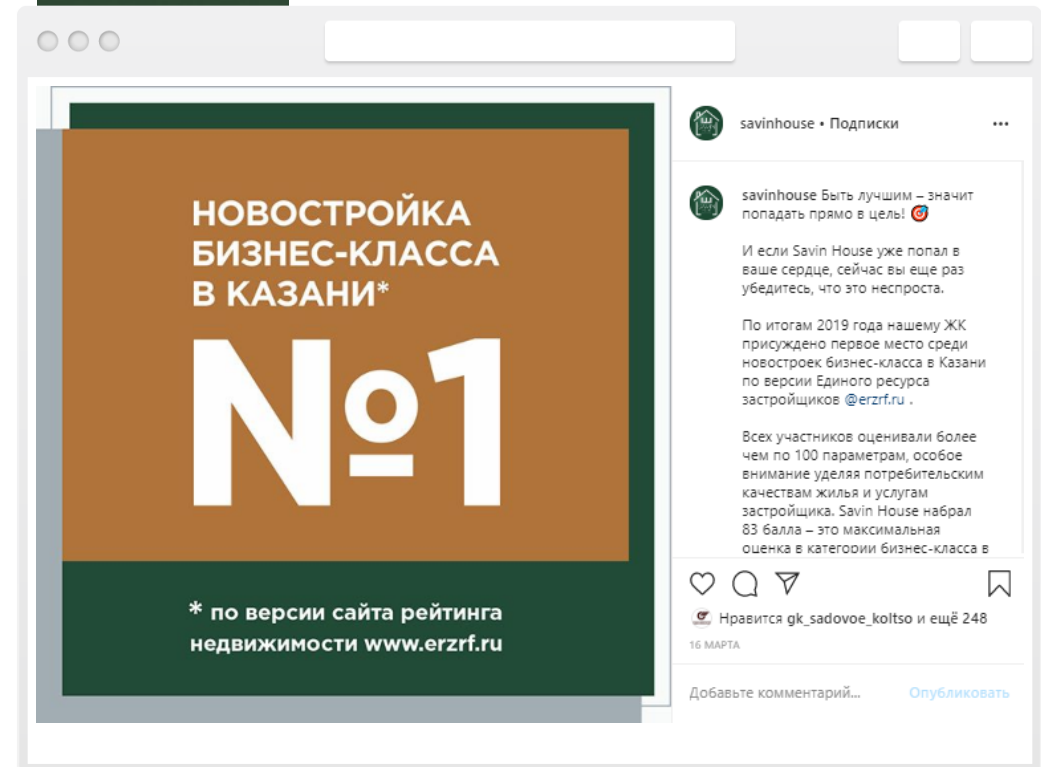 НОВОСТРОЙКА
БИЗНЕС-КЛАССА
В КАЗАНИ*
№1
* по версии сайта рейтинга
недвижимости www.erzrf.ru
savinhouse • Подписки
savinhouse Быть лучшим – значит
попадать прямо в цель! 🎯
И если Savin House уже попал в
ваше сердце, сейчас вы еще раз
убедитесь, что это неспроста.
По итогам 2019 года нашему ЖК
присуждено первое место среди
новостроек бизнес-класса в Казани
по версии Единого ресурса
застройщиков @erzrf.ru .
Всех участников оценивали более
чем по 100 параметрам, особое
внимание уделяя потребительским
качествам жилья и услугам
застройщика. Savin House набрал
83 балла – это максимальная
оценка в категории бизнес-класса в
Нравится gk_sadovoe_koltso и ещё 248
16 МАРТА
Добавьте комментарий... Опубликовать